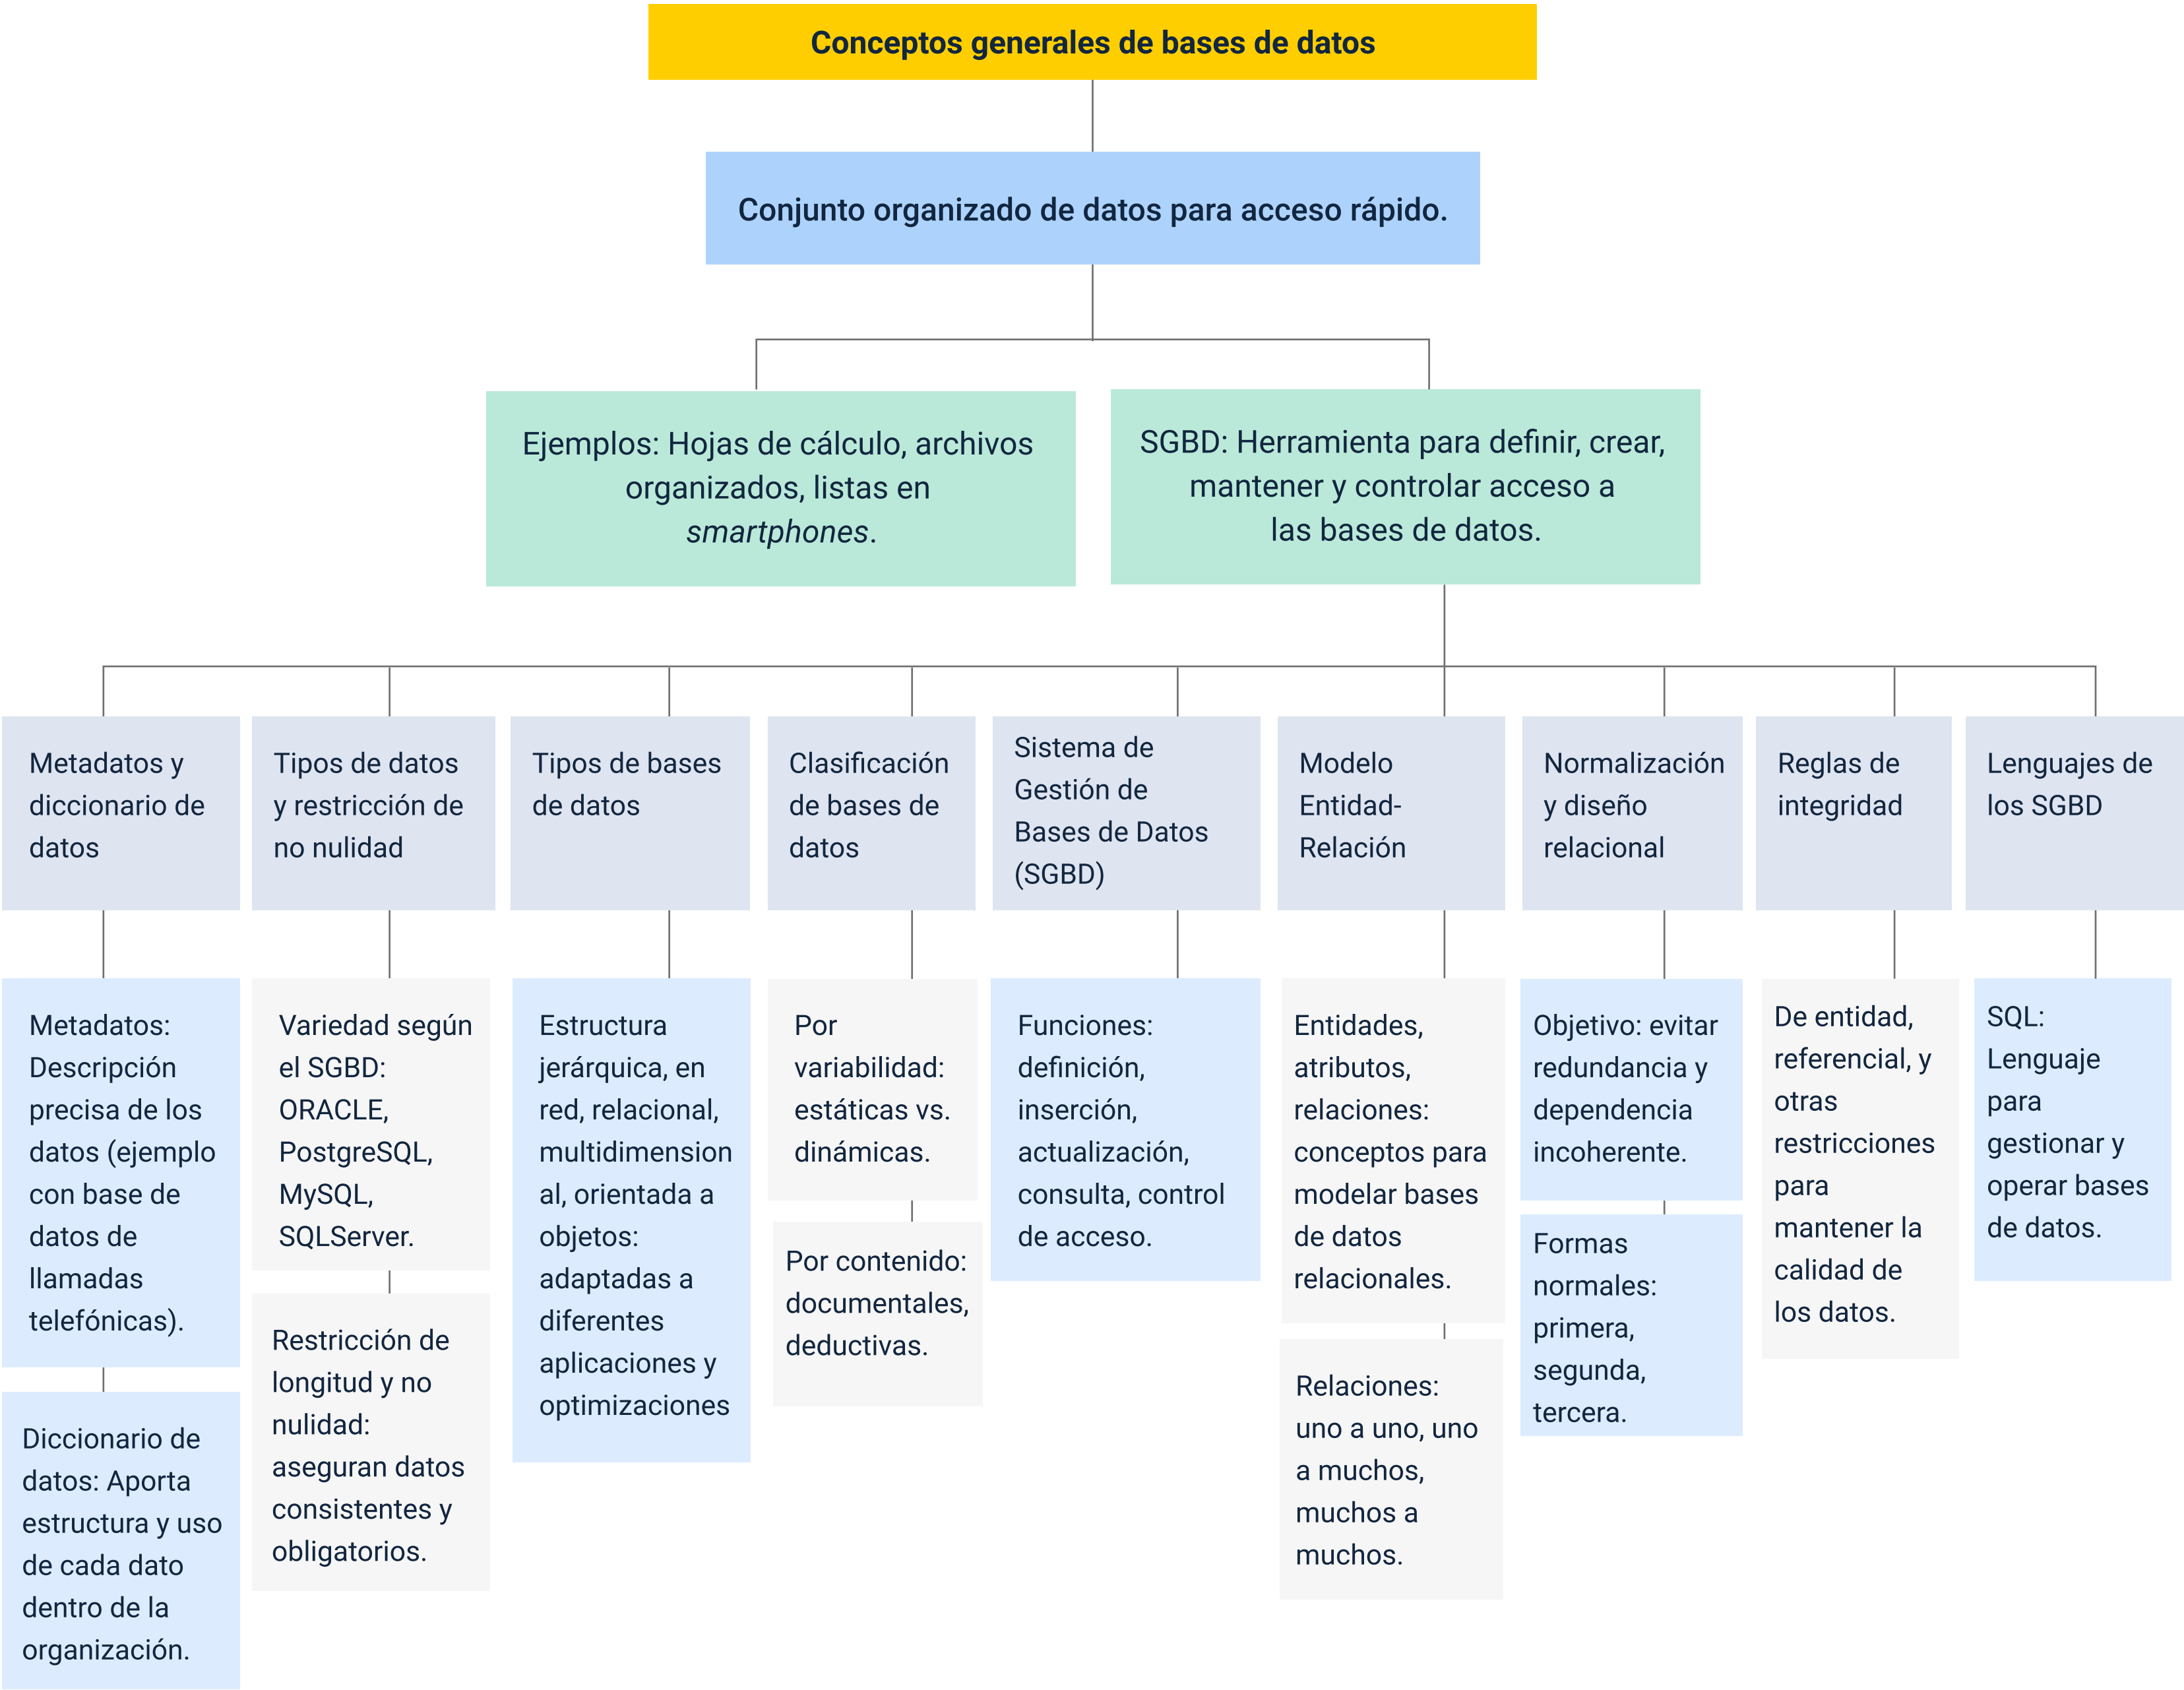 Conceptos generales de bases de datos
Conjunto organizado de datos para acceso rápido.
Ejemplos: Hojas de cálculo, archivos
organizados, listas en
smartphones.
SGBD: Herramienta para definir, crear,
mantener y controlar acceso a
las bases de datos.
Metadatos y
diccionario de
datos
Tipos de datos
y restricción de
no nulidad
Tipos de bases
de datos
Clasificación
de bases de
datos
Sistema de
Gestión de
Bases de Datos
(SGBD)
Modelo
Entidad-
Relación
Normalización
y diseño
relacional
Reglas de
integridad
Lenguajes de
los SGBD
Metadatos:
Descripción
precisa de los
datos (ejemplo
con base de
datos de
llamadas
telefónicas).
Diccionario de
datos: Aporta
estructura y uso
de cada dato
dentro de la
organización.
Variedad según
el SGBD:
ORACLE,
PostgreSQL,
MySQL,
SQLServer.
Restricción de
longitud y no
nulidad:
aseguran datos
consistentes y
obligatorios.
Estructura
jerárquica, en
red, relacional,
multidimension
al, orientada a
objetos:
adaptadas a
diferentes
aplicaciones y
optimizaciones
Por
variabilidad:
estáticas vs.
dinámicas.
Por contenido:
documentales,
deductivas.
Funciones:
definición,
inserción,
actualización,
consulta, control
de acceso.
Entidades,
atributos,
relaciones:
conceptos para
modelar bases
de datos
relacionales.
Relaciones:
uno a uno, uno
a muchos,
muchos a
muchos.
Objetivo: evitar
redundancia y
dependencia
incoherente.
Formas
normales:
primera,
segunda,
tercera.
De entidad,
referencial, y
otras
restricciones
para
mantener la
calidad de
los datos.
SQL:
Lenguaje
para
gestionar y
operar bases
de datos.